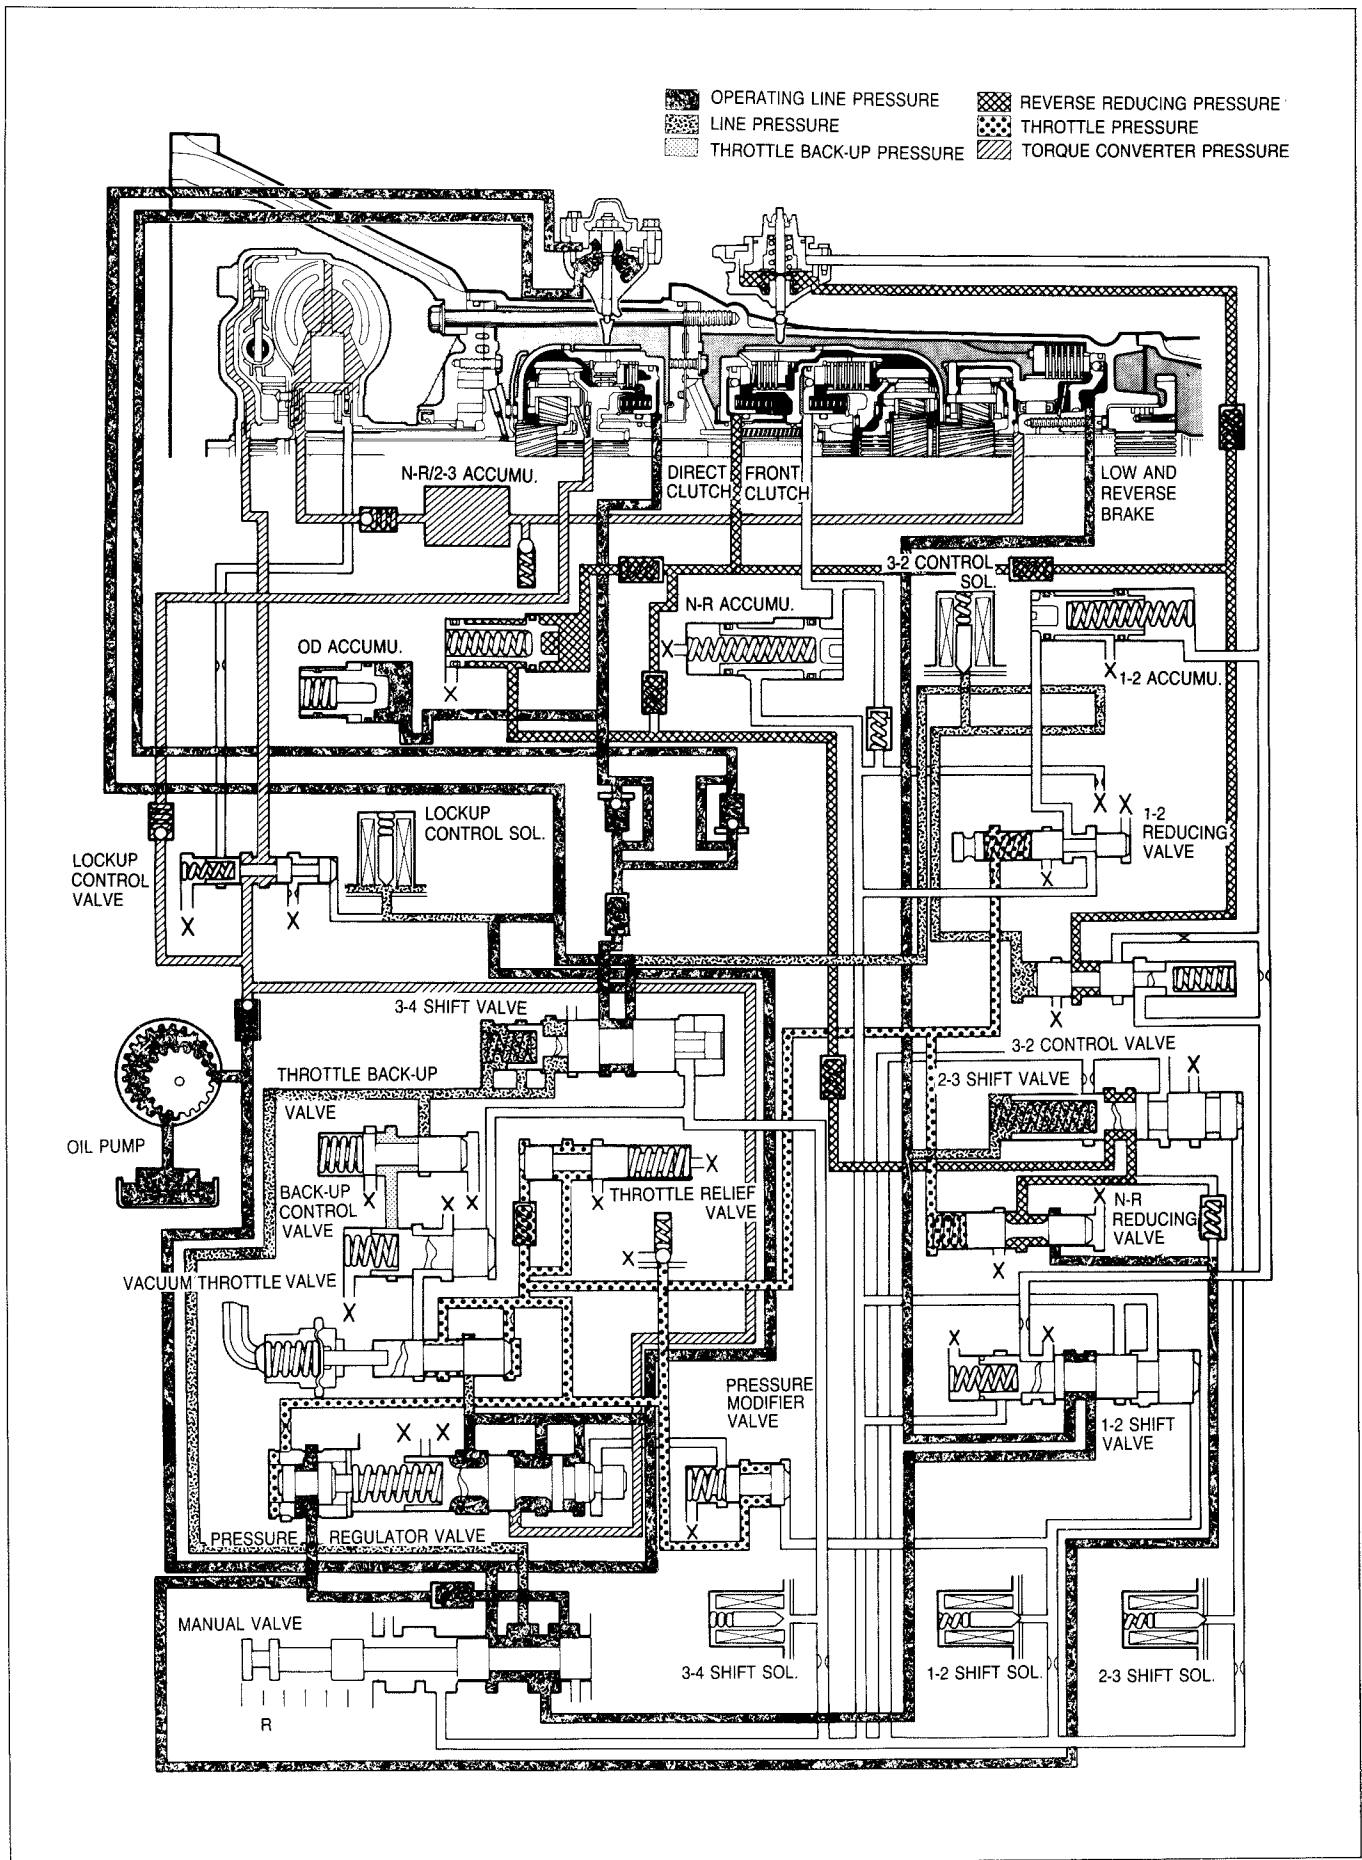 OPERATING LINE PRESSURE
LINE PRESSURE
THROTTLE BACK-UP PRESSURE
REVERSE REDUCING PRESSURE
THROTTLE PRESSURE
TORQUE CONVERTER PRESSURE
N-R/2-3 ACCUMU.
DIRECT
CLUTCH
FRONT
CLUTCH
LOW AND
REVERSE
BRAKE
3-2 CONTROL
SOL.
N-R ACCUMU.
X
OD ACCUMU.
X
X
1-2 ACCUMU.
LOCKUP
CONTROL SOL.
X
X
1-2
REDUCING
VALVE
X
LOCKUP
CONTROL
VALVE
X
X
X
3-4 SHIFT VALVE
X
3-2 CONTROL VALVE
X
THROTTLE BACK-UP
VALVE
2-3 SHIFT VALVE
OIL PUMP
X
X
X
X
THROTTLE RELIEF
VALVE
X
BACK-UP
CONTROL
VALVE
X
X
N-R
REDUCING
VALVE
X
X
VACUUM THROTTLE VALVE
X
X
X
PRESSURE
MODIFIER
VALVE
1-2 SHIFT
VALVE
X
X
X
PRESSURE REGULATOR VALVE
MANUAL VALVE
R
3-4 SHIFT SOL.
1-2 SHIFT SOL.
2-3 SHIFT SOL.